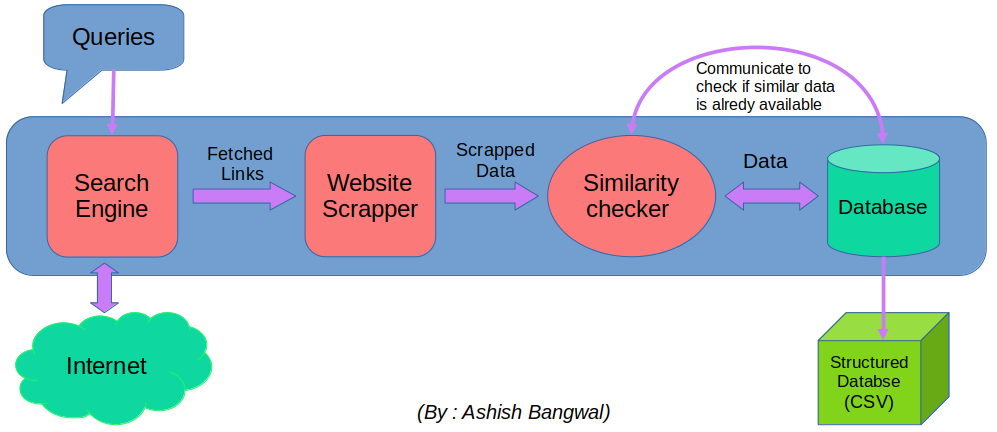 Queries
Communicate to
check if similar data
is alredy available
Search
Engine
Fetched
Links
Website
Scrapper
Scrapped
Data
Similarity
checker
Data
Database
Internet
Structured
Databse
(CSV)
(By : Ashish Bangwal)